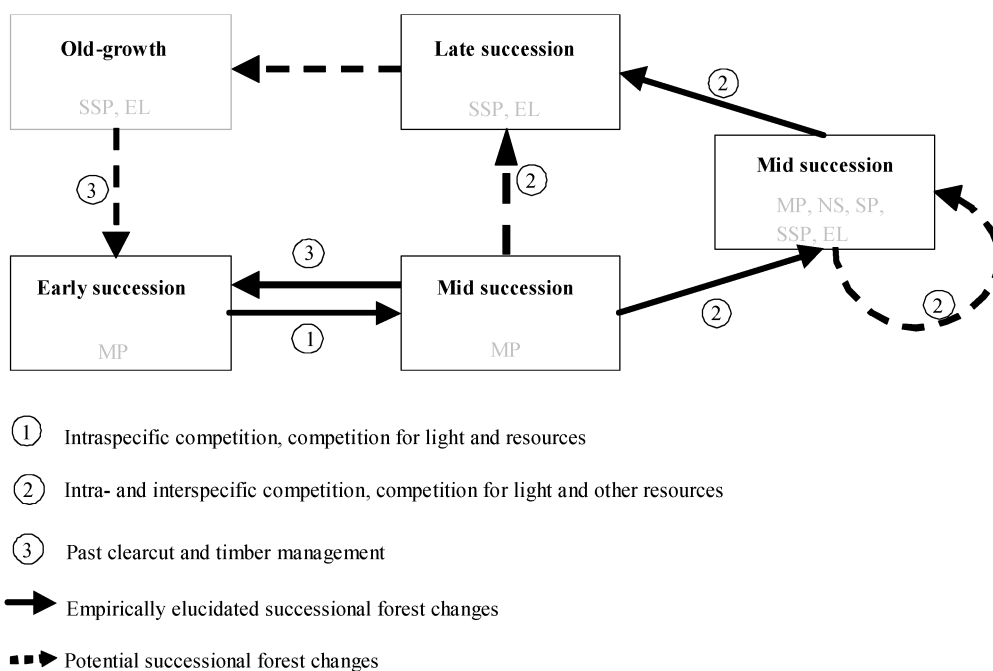 Old-growth
SSP, EL
Late succession
SSP, EL
2
Mid succession
MP, NS, SP,
SSP, EL
3
2
2
Early succession
MP
3
1
Mid succession
MP
2
1 Intraspecific competition, competition for light and resources
2 Intra- and interspecific competition, competition for light and other resources
3 Past clearcut and timber management
Empirically elucidated successional forest changes
Potential successional forest changes